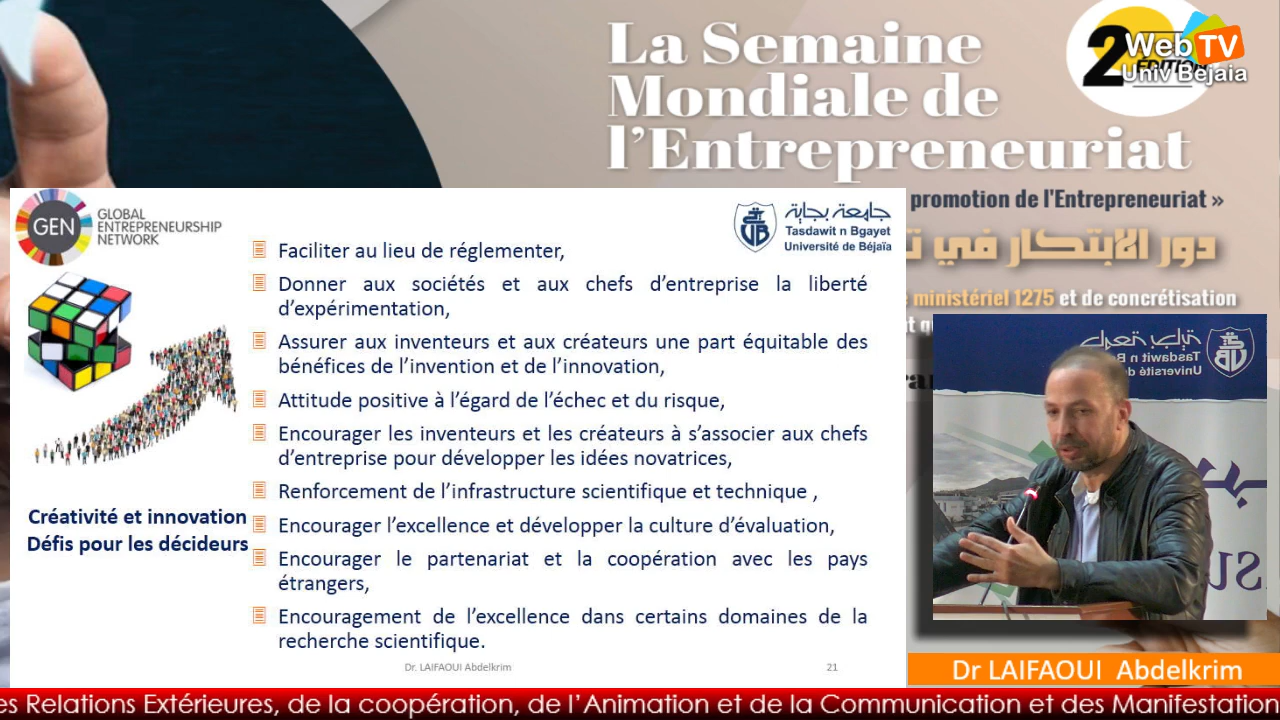 La Semaine
Mondiale de
l'Entrepreneuriat
2
EDITION
Web TV
Univ Bejaia
promotion de l'Entrepreneuriat »
دور الابتكار في
ministériel 1275 et de concrétisation
GEN
GLOBAL
ENTREPRENEURSHIP
NETWORK
جامعة بجاية
Tasdawit n Bgayet
Université de Béjaïa
Faciliter au lieu de réglementer,
Donner aux sociétés et aux chefs d’entreprise la liberté
d’expérimentation,
Assurer aux inventeurs et aux créateurs une part équitable des
bénéfices de l’invention et de l’innovation,
Attitude positive à l’égard de l’échec et du risque,
Encourager les inventeurs et les créateurs à s’associer aux chefs
d’entreprise pour développer les idées novatrices,
Renforcement de l’infrastructure scientifique et technique ,
Encourager l’excellence et développer la culture d’évaluation,
Encourager le partenariat et la coopération avec les pays
étrangers,
Encouragement de l’excellence dans certains domaines de la
recherche scientifique.
Créativité et innovation
Défis pour les décideurs
Dr. LAIFAOUI Abdelkrim
21
Tasdawit n
Université de
Dr LAIFAOUI Abdelkrim
es Relations Extérieures, de la coopération, de l’Animation et de la Communication et des Manifestation